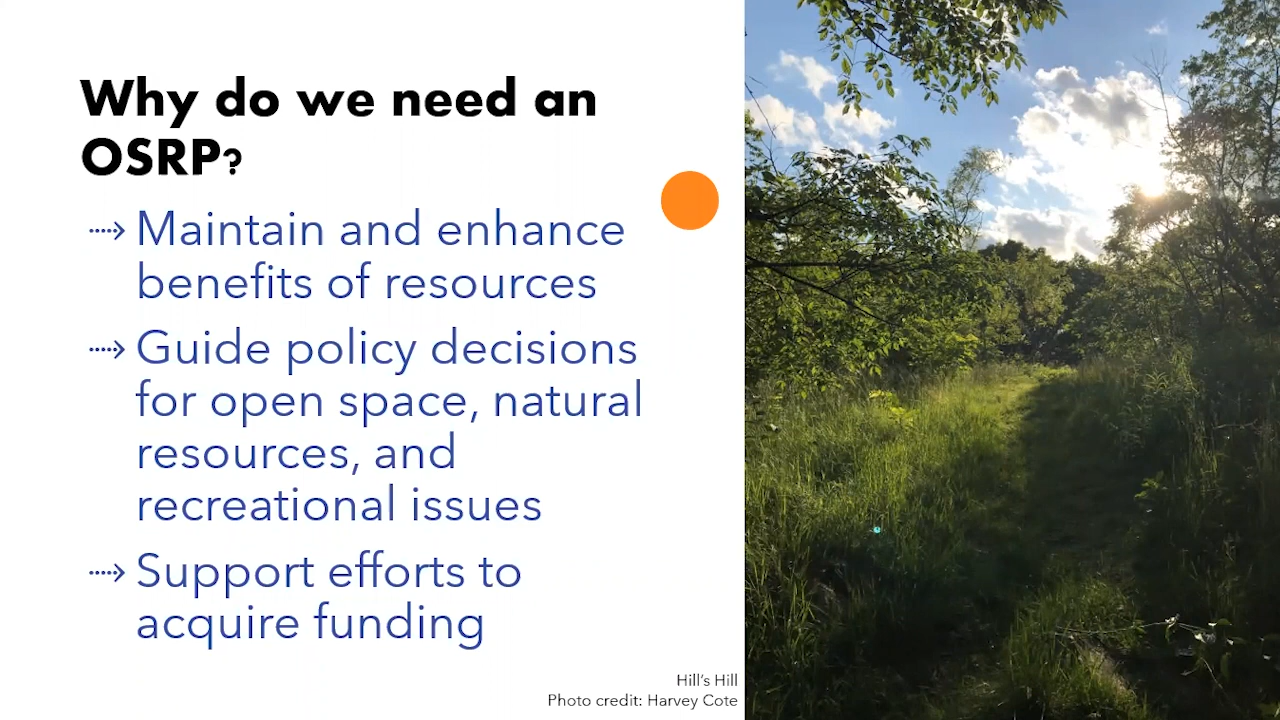 Why do we need an
OSRP?
Maintain and enhance
benefits of resources
Guide policy decisions
for open space, natural
resources, and
recreational issues
Support efforts to
acquire funding
Hill's Hill
Photo credit: Harvey Cote